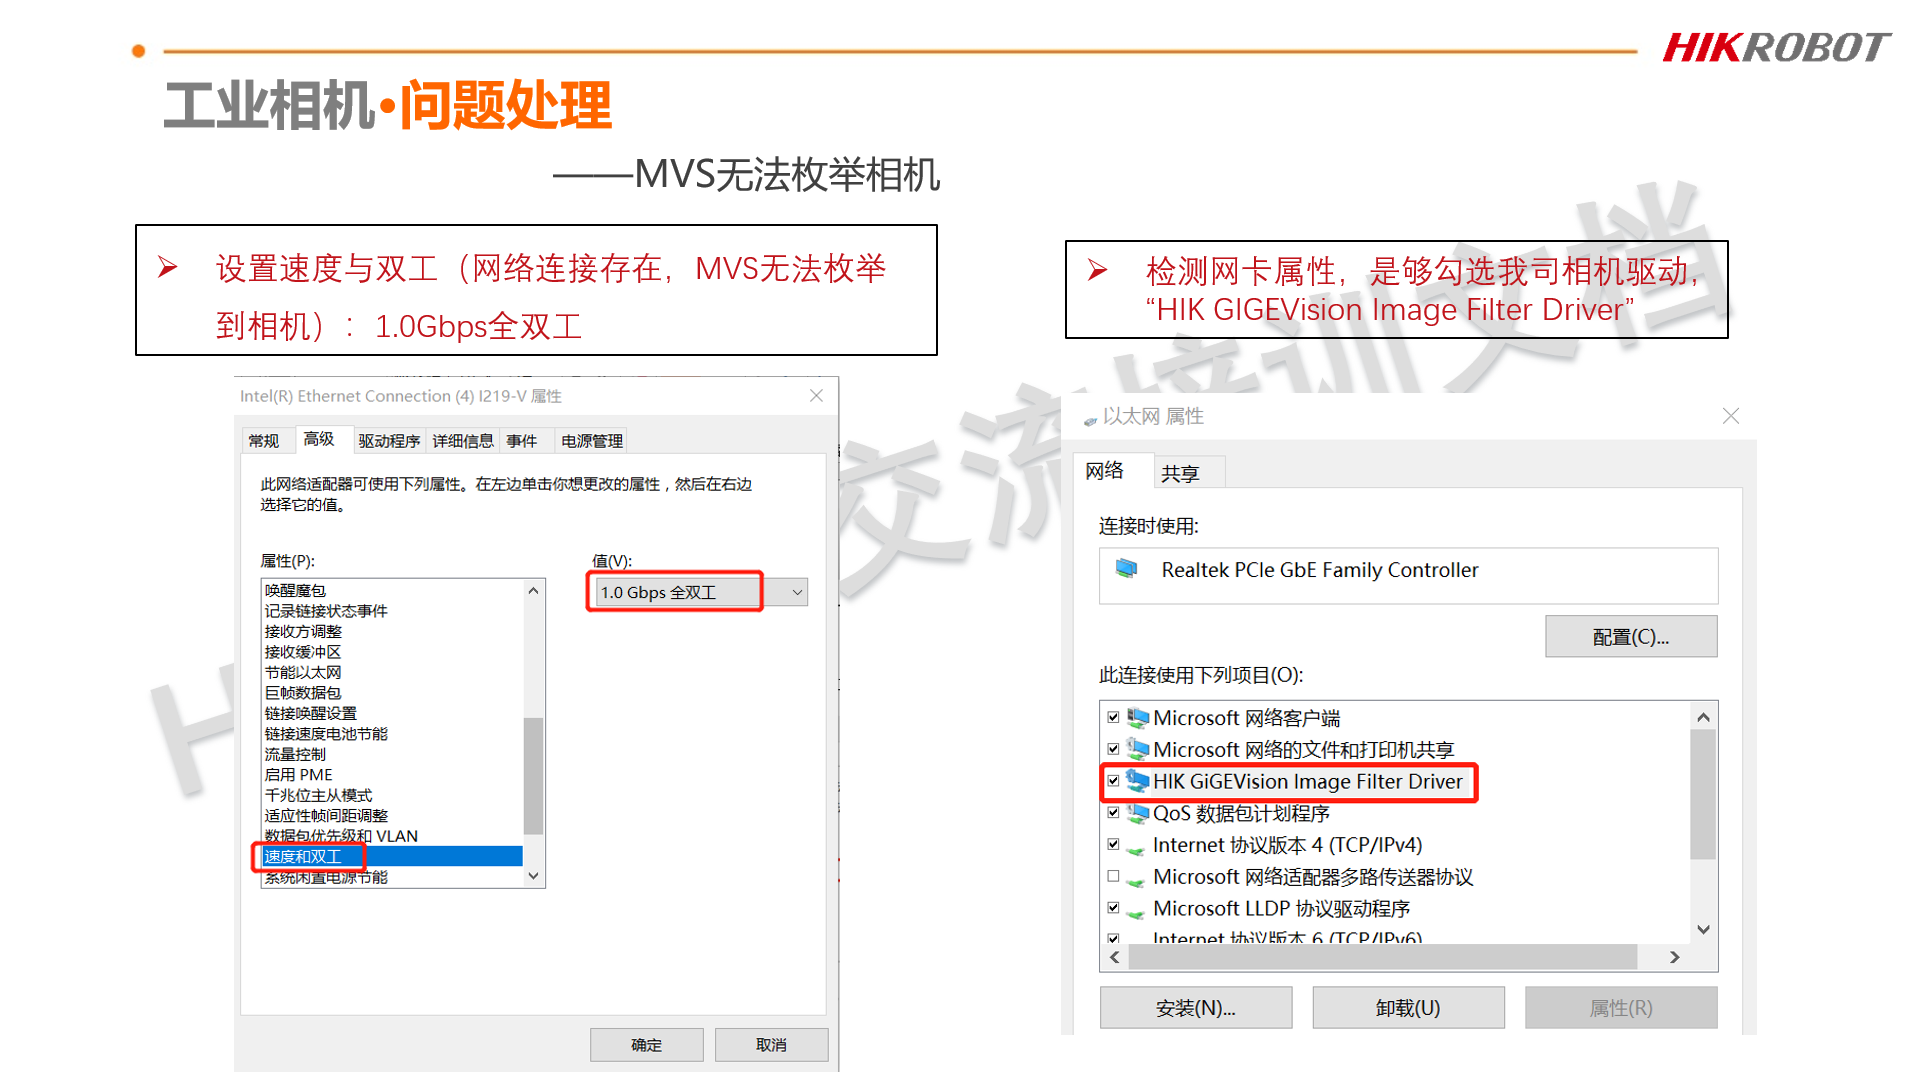 HIKROBOT
工业相机•问题处理
——MVS无法枚举相机
➢ 设置速度与双工（网络连接存在，MVS无法枚举
到相机）：1.0Gbps全双工
➢ 检测网卡属性，是够勾选我司相机驱动，
“HIK GIGEVision Image Filter Driver”
交流培训文档
H
Intel(R) Ethernet Connection (4) I219-V 属性
常规 高级 驱动程序 详细信息 事件 电源管理
此网络适配器可使用下列属性。在左边单击你想更改的属性，然后在右边
选择它的值。
属性(P):
值(V):
唤醒魔包
记录链接状态事件
接收方调整
接收缓冲区
节能以太网
巨帧数据包
链接唤醒设置
链接速度电池节能
流量控制
启用 PME
千兆位主从模式
适应性帧间距调整
数据包优先级和 VLAN
速度和双工
系统闲置电源节能
1.0 Gbps 全双工
确定
取消
以太网 属性
网络 共享
连接时使用:
Realtek PCIe GbE Family Controller
配置(C)...
此连接使用下列项目(O):
Microsoft 网络客户端
Microsoft 网络的文件和打印机共享
HIK GiGEVision Image Filter Driver
QoS 数据包计划程序
Internet 协议版本 4 (TCP/IPv4)
Microsoft 网络适配器多路传送器协议
Microsoft LLDP 协议驱动程序
Internet 协议版本 6 (TCP/IPv6)
安装(N)...
卸载(U)
属性(R)